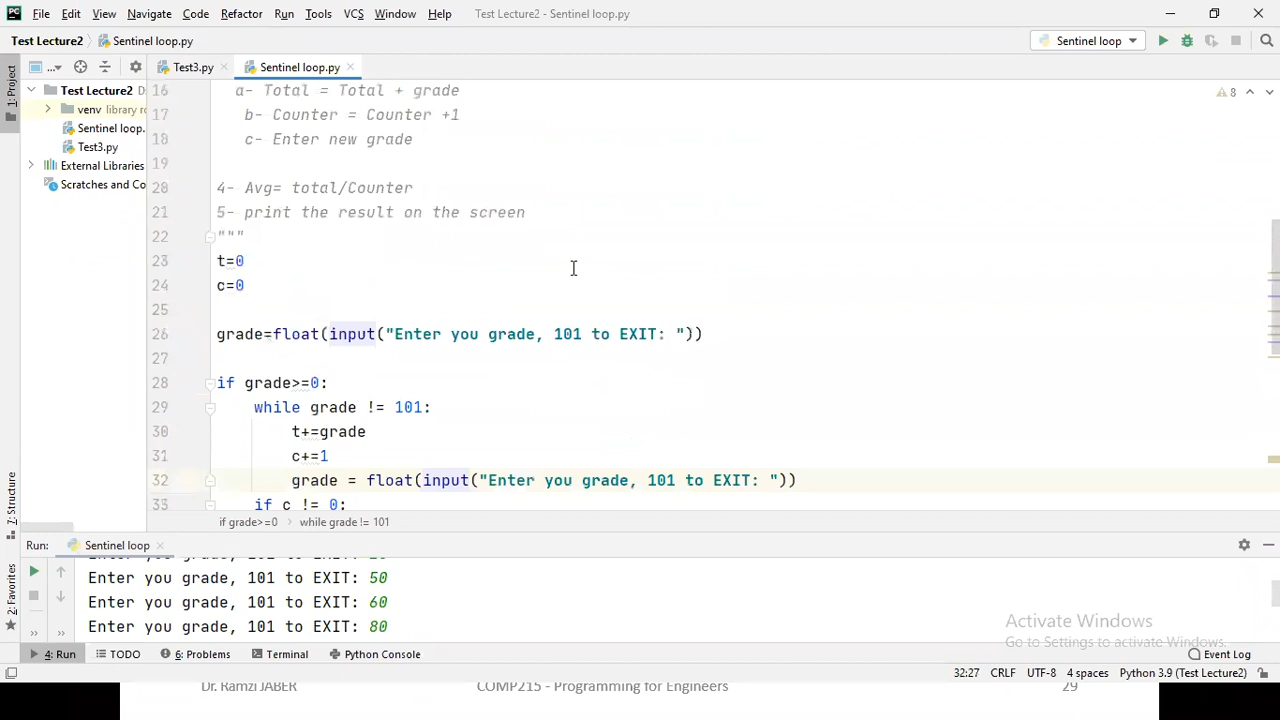 File Edit View Navigate Code Refactor Run Tools VCS Window Help Test Lecture2 - Sentinel loop.py
Test Lecture2 Sentinel loop.py Sentinel loop
... Test3.py Sentinel loop.py
1: Project
Test Lecture2
venv library ro
Sentinel loop.
Test3.py
External Libraries
Scratches and Co
8
16 a- Total = Total + grade
17 b- Counter = Counter +1
18 c- Enter new grade
19
20 4- Avg= total/Counter
21 5- print the result on the screen
22 """
23 t=0
24 c=0
25
26 grade=float(input("Enter you grade, 101 to EXIT: "))
27
28 if grade>=0:
29 while grade != 101:
30 t+=grade
31 c+=1
32 grade = float(input("Enter you grade, 101 to EXIT: "))
if c != 0:
if grade>=0 while grade != 101
Z: Structure
2: Favorites
Run: Sentinel loop
Enter you grade, 101 to EXIT: 50
Enter you grade, 101 to EXIT: 60
Enter you grade, 101 to EXIT: 80
Activate Windows
Go to Settings to activate Windows.
4: Run TODO 6: Problems Terminal Python Console Event Log
32:27 CRLF UTF-8 4 spaces Python 3.9 (Test Lecture2)
Dr. Ramzi JABER COMP215 - Programming for Engineers 29